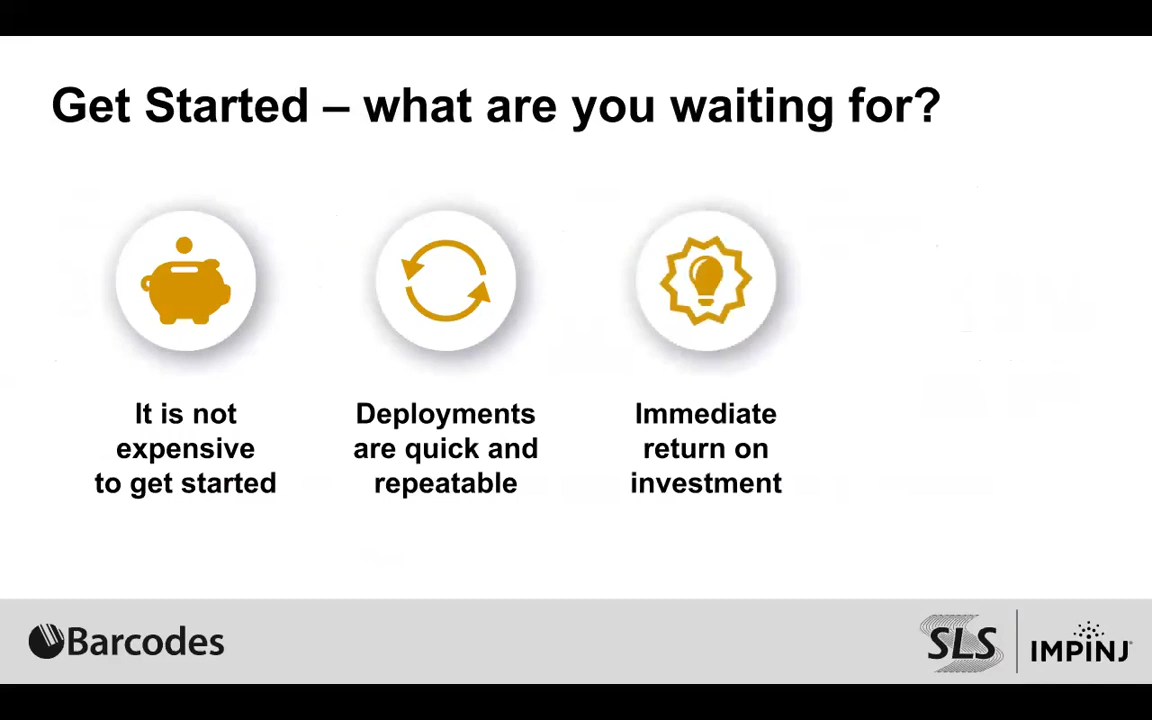 Get Started – what are you waiting for?
It is not
expensive
to get started
Deployments
are quick and
repeatable
Immediate
return on
investment
Barcodes
SLS
IMPINJ